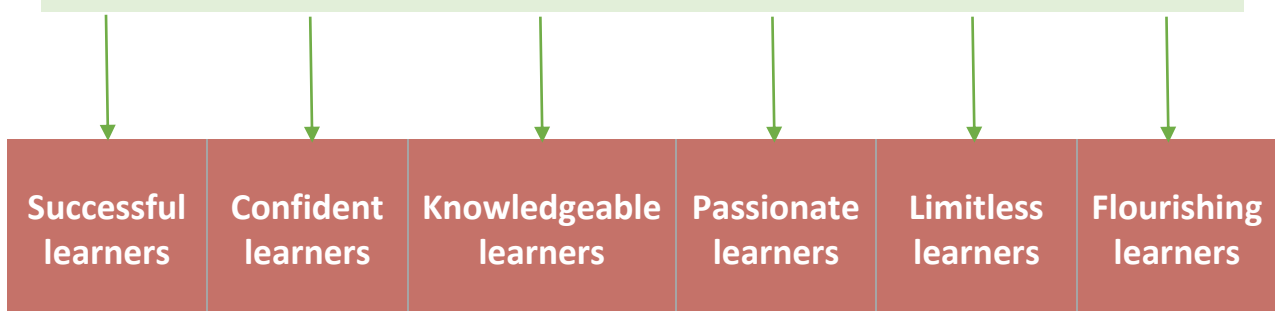 Successful
learners
Confident
learners
Knowledgeable
learners
Passionate
learners
Limitless
learners
Flourishing
learners